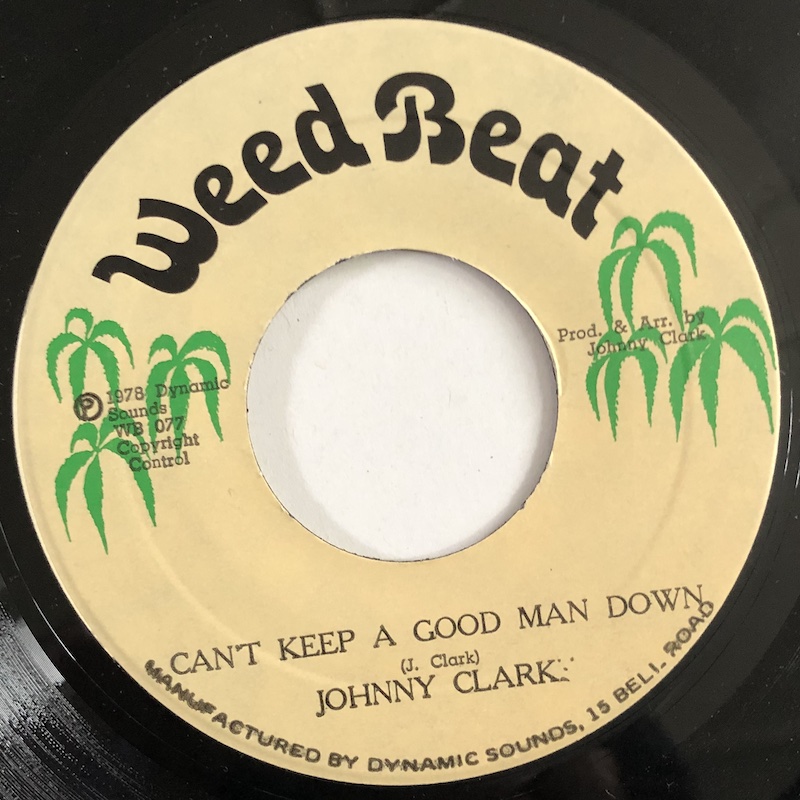 Weed Beat
Prod. & Arr. by
Johnny Clark
Ⓟ 1978 Dynamic
Sounds
WB 077
Copyright
Control
CAN'T KEEP A GOOD MAN DOWN
(J. Clark)
JOHNNY CLARK
MANUFACTURED BY DYNAMIC SOUNDS, 15 BELL ROAD